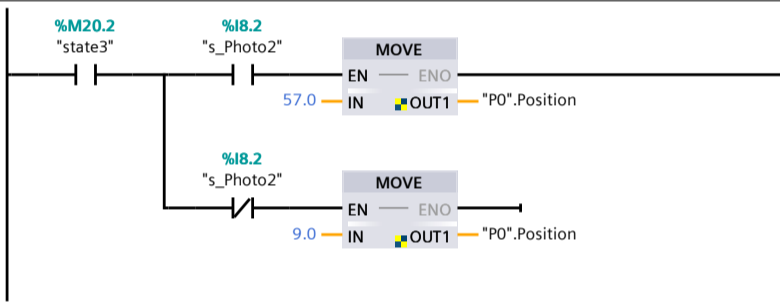 %M20.2 %I8.2
"state3" "s_Photo2"
MOVE
EN ENO
57.0 IN OUT1 "P0".Position
%I8.2
"s_Photo2"
MOVE
EN ENO
9.0 IN OUT1 "P0".Position